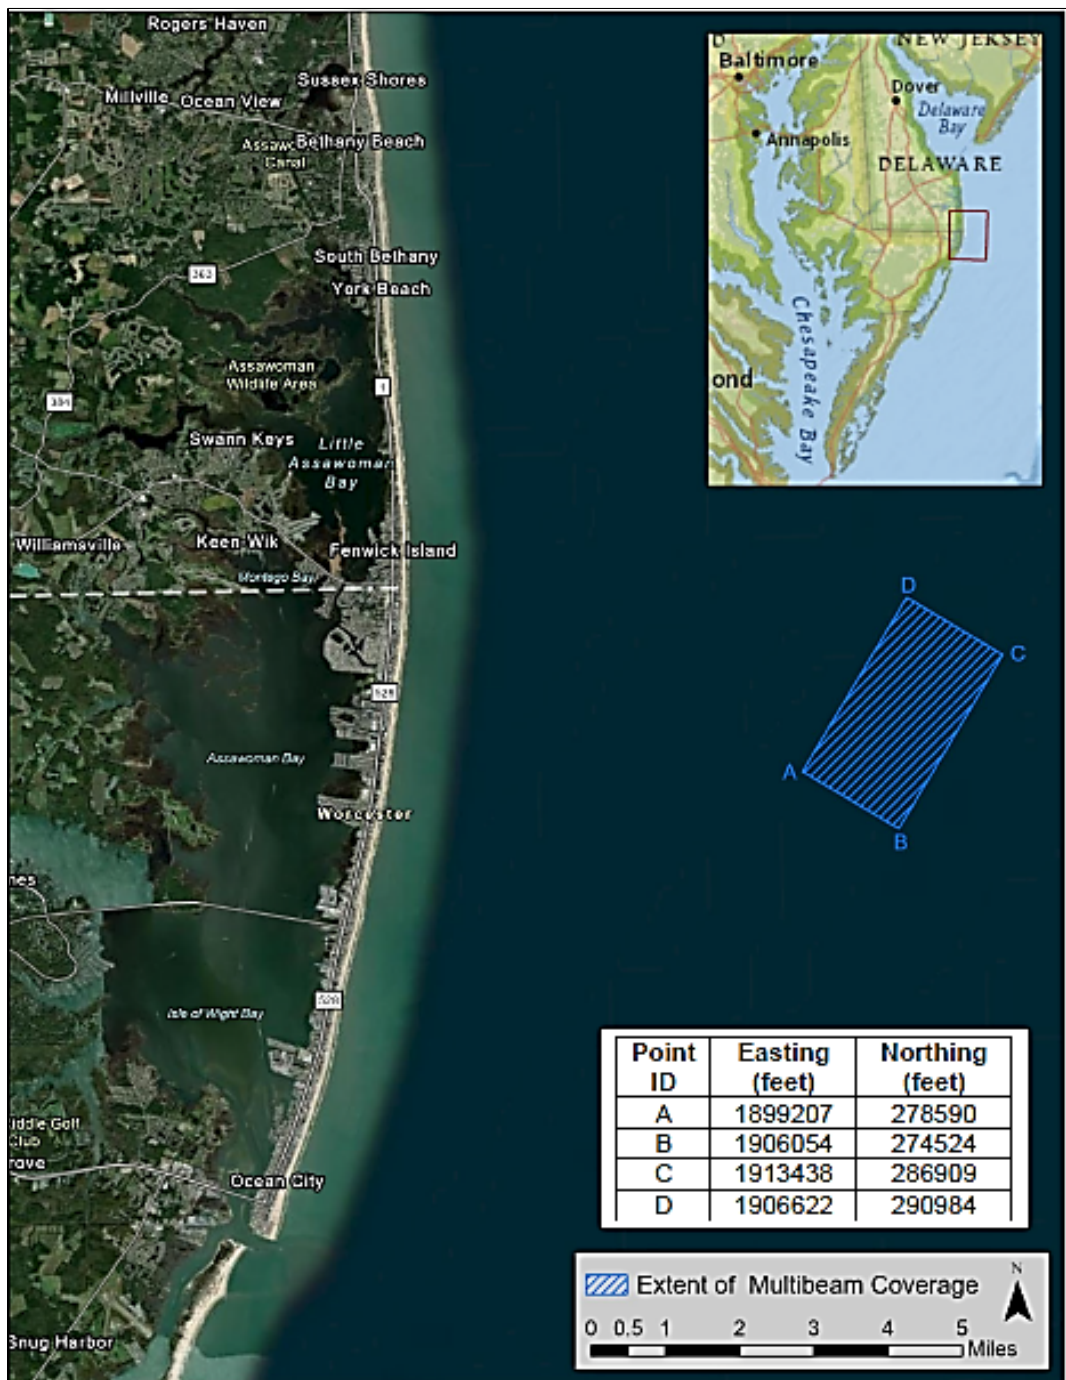 Rogers Haven
Sussex Shores
Millville
Ocean View
Bethany Beach
Canal
South Bethany
York Beach
Assawoman
Wildlife Area
1
Swann Keys
Little
Assawoman
Bay
Williamsville
Keen-Wik
Fenwick Island
Montego Bay
Assawoman Bay
Worcester
Isle of Wight Bay
Ocean City
Snug Harbor
NEW JERSEY
Baltimore
Dover
Delaware
Bay
Annapolis
DELAWARE
Chesapeake Bay
ond
D
C
A
B
Point ID Easting (feet) Northing (feet)
A 1899207 278590
B 1906054 274524
C 1913438 286909
D 1906622 290984
Extent of Multibeam Coverage
N
0 0.5 1 2 3 4 5
Miles